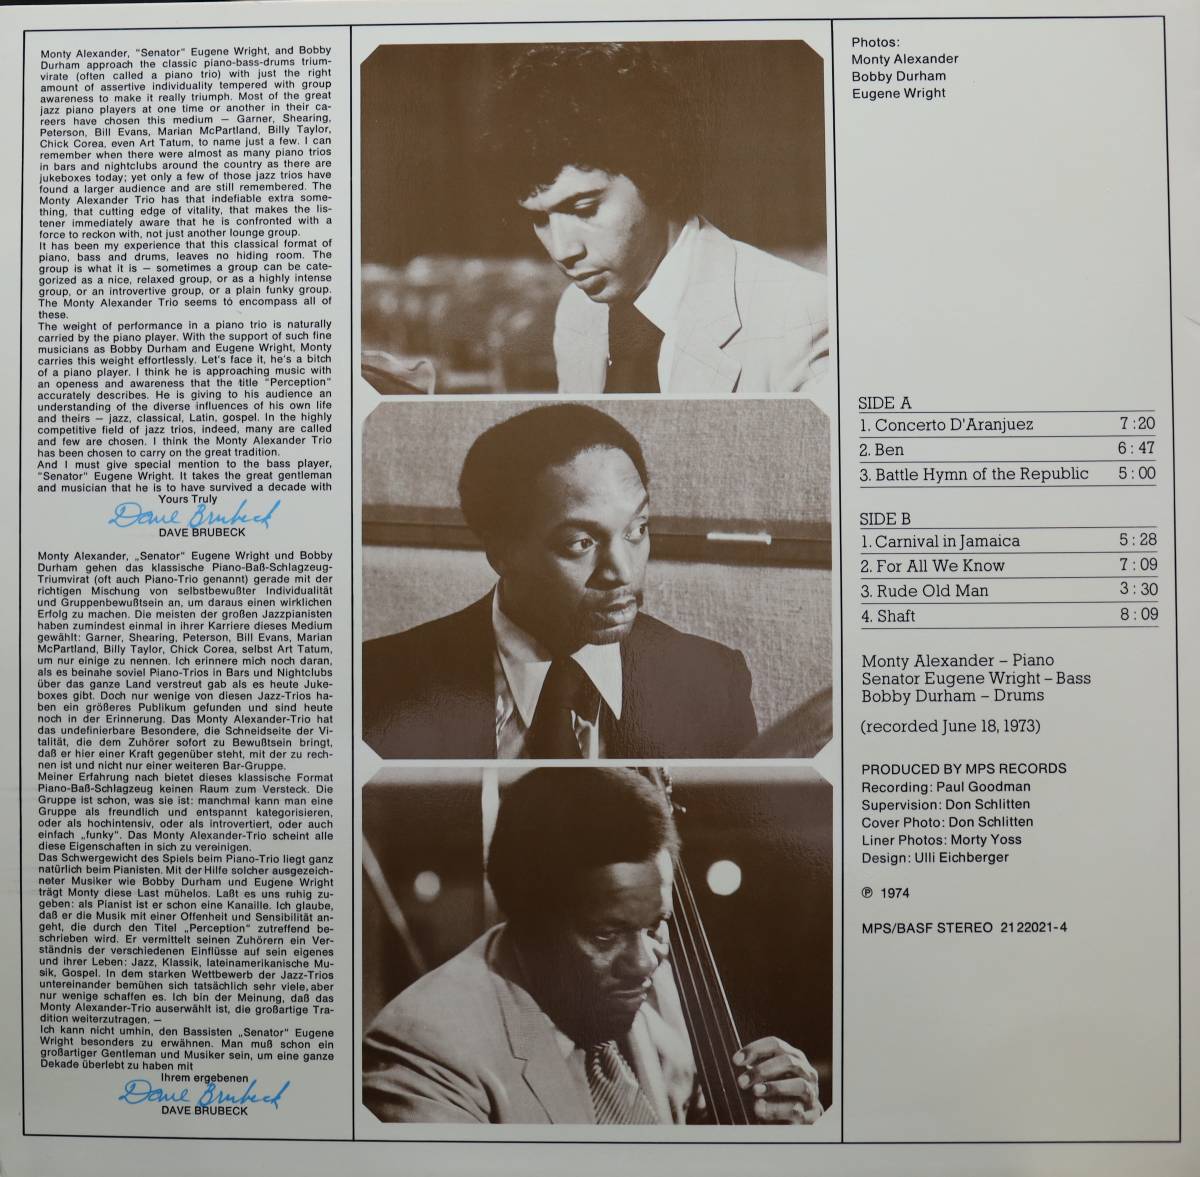 Monty Alexander, "Senator" Eugene Wright, and Bobby
Durham approach the classic piano-bass-drums trium-
virate (often called a piano trio) with just the right
amount of assertive individuality tempered with group
awareness to make it really triumph. Most of the great
jazz piano players at one time or another in their ca-
reers have chosen this medium — Garner, Shearing,
Peterson, Bill Evans, Marian McPartland, Billy Taylor,
Chick Corea, even Art Tatum, to name just a few. I can
remember when there were almost as many piano trios
in bars and nightclubs around the country as there are
jukeboxes today; yet only a few of those jazz trios have
found a larger audience and are still remembered. The
Monty Alexander Trio has that indefiable extra some-
thing, that cutting edge of vitality, that makes the lis-
tener immediately aware that he is confronted with a
force to reckon with, not just another lounge group.
It has been my experience that this classical format of
piano, bass and drums, leaves no hiding room. The
group is what it is — sometimes a group can be cate-
gorized as a nice, relaxed group, or as a highly intense
group, or an introvertive group, or a plain funky group.
The Monty Alexander Trio seems to encompass all of
these.
The weight of performance in a piano trio is naturally
carried by the piano player. With the support of such fine
musicians as Bobby Durham and Eugene Wright, Monty
carries this weight effortlessly. Let's face it, he's a bitch
of a piano player. I think he is approaching music with
an openess and awareness that the title "Perception"
accurately describes. He is giving to his audience an
understanding of the diverse influences of his own life
and theirs — jazz, classical, Latin, gospel. In the highly
competitive field of jazz trios, indeed, many are called
and few are chosen. I think the Monty Alexander Trio
has been chosen to carry on the great tradition.
And I must give special mention to the bass player,
"Senator" Eugene Wright. It takes the great gentleman
and musician that he is to have survived a decade with
Yours Truly
Dave Brubeck
DAVE BRUBECK
Monty Alexander, „Senator" Eugene Wright und Bobby
Durham gehen das klassische Piano-Baß-Schlagzeug-
Triumvirat (oft auch Piano-Trio genannt) gerade mit der
richtigen Mischung von selbstbewußter Individualität
und Gruppenbewußtsein an, um daraus einen wirklichen
Erfolg zu machen. Die meisten der großen Jazzpianisten
haben zumindest einmal in ihrer Karriere dieses Medium
gewählt: Garner, Shearing, Peterson, Bill Evans, Marian
McPartland, Billy Taylor, Chick Corea, selbst Art Tatum,
um nur einige zu nennen. Ich erinnere mich noch daran,
als es beinahe soviel Piano-Trios in Bars und Nightclubs
über das ganze Land verstreut gab als es heute Juke-
boxes gibt. Doch nur wenige von diesen Jazz-Trios ha-
ben ein größeres Publikum gefunden und sind heute
noch in der Erinnerung. Das Monty Alexander-Trio hat
das undefinierbare Besondere, die Schneidseite der Vi-
talität, die dem Zuhörer sofort zu Bewußtsein bringt,
daß er hier einer Kraft gegenüber steht, mit der zu rech-
nen ist und nicht nur einer weiteren Bar-Gruppe.
Meiner Erfahrung nach bietet dieses klassische Format
Piano-Baß-Schlagzeug keinen Raum zum Versteck. Die
Gruppe ist schon, was sie ist: manchmal kann man eine
Gruppe als freundlich und entspannt kategorisieren,
oder als hochintensiv, oder als introvertiert, oder auch
einfach „funky". Das Monty Alexander-Trio scheint alle
diese Eigenschaften in sich zu vereinigen.
Das Schwergewicht des Spiels beim Piano-Trio liegt ganz
natürlich beim Pianisten. Mit der Hilfe solcher ausgezeich-
neter Musiker wie Bobby Durham und Eugene Wright
trägt Monty diese Last mühelos. Laßt es uns ruhig zu-
geben: als Pianist ist er schon eine Kanaille. Ich glaube,
daß er die Musik mit einer Offenheit und Sensibilität an-
geht, die durch den Titel „Perception" zutreffend be-
schrieben wird. Er vermittelt seinen Zuhörern ein Ver-
ständnis der verschiedenen Einflüsse auf sein eigenes
und ihrer Leben: Jazz, Klassik, lateinamerikanische Mu-
sik, Gospel. In dem starken Wettbewerb der Jazz-Trios
untereinander bemühen sich tatsächlich sehr viele, aber
nur wenige schaffen es. Ich bin der Meinung, daß das
Monty Alexander-Trio auserwählt ist, die großartige Tra-
dition weiterzutragen. —
Ich kann nicht umhin, den Bassisten „Senator" Eugene
Wright besonders zu erwähnen. Man muß schon ein
großartiger Gentleman und Musiker sein, um eine ganze
Dekade überlebt zu haben mit
Ihrem ergebenen
Dave Brubeck
DAVE BRUBECK
Photos:
Monty Alexander
Bobby Durham
Eugene Wright
SIDE A
1. Concerto D'Aranjuez 7:20
2. Ben 6:47
3. Battle Hymn of the Republic 5:00
SIDE B
1. Carnival in Jamaica 5:28
2. For All We Know 7:09
3. Rude Old Man 3:30
4. Shaft 8:09
Monty Alexander – Piano
Senator Eugene Wright – Bass
Bobby Durham – Drums
(recorded June 18, 1973)
PRODUCED BY MPS RECORDS
Recording: Paul Goodman
Supervision: Don Schlitten
Cover Photo: Don Schlitten
Liner Photos: Morty Yoss
Design: Ulli Eichberger
℗ 1974
MPS/BASF STEREO 21 22021-4